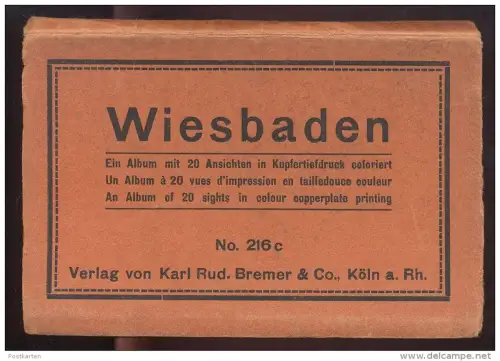 Wiesbaden
Ein Album mit 20 Ansichten in Kupfertiefdruck coloriert
Un Album à 20 vues d'impression en tailledouce couleur
An Album of 20 sights in colour copperplate printing
No. 216 c
Verlag von Karl Rud. Bremer & Co., Köln a. Rh.
Postkarten
delcampe.net